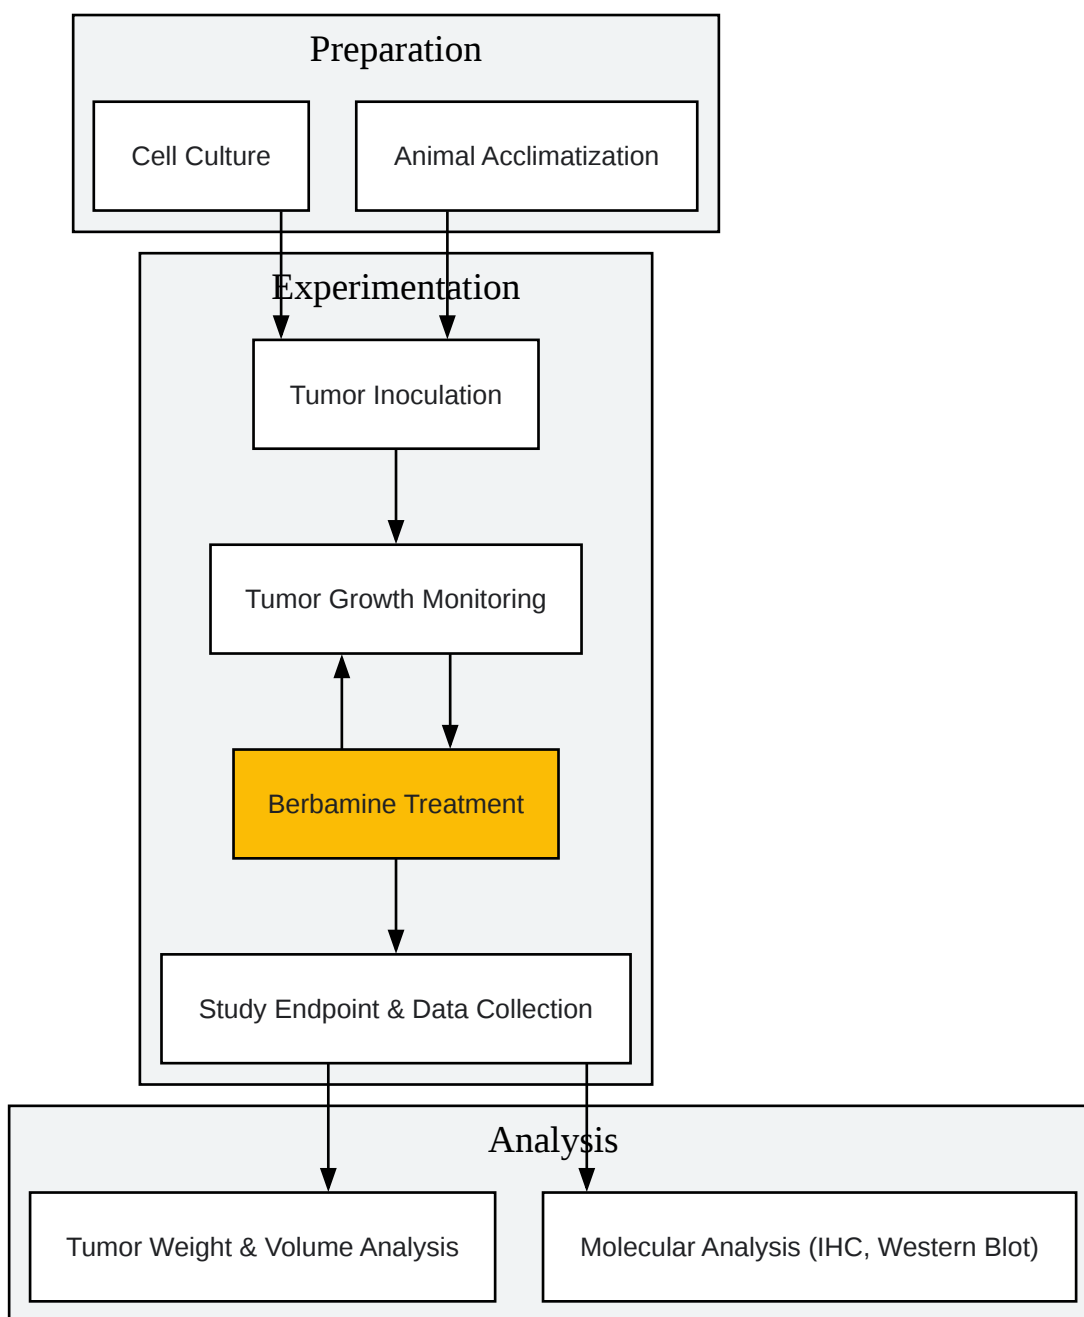 Preparation
Cell Culture
Animal Acclimatization
Experimentation
Tumor Inoculation
Tumor Growth Monitoring
Berbamine Treatment
Study Endpoint & Data Collection
Analysis
Tumor Weight & Volume Analysis
Molecular Analysis (IHC, Western Blot)